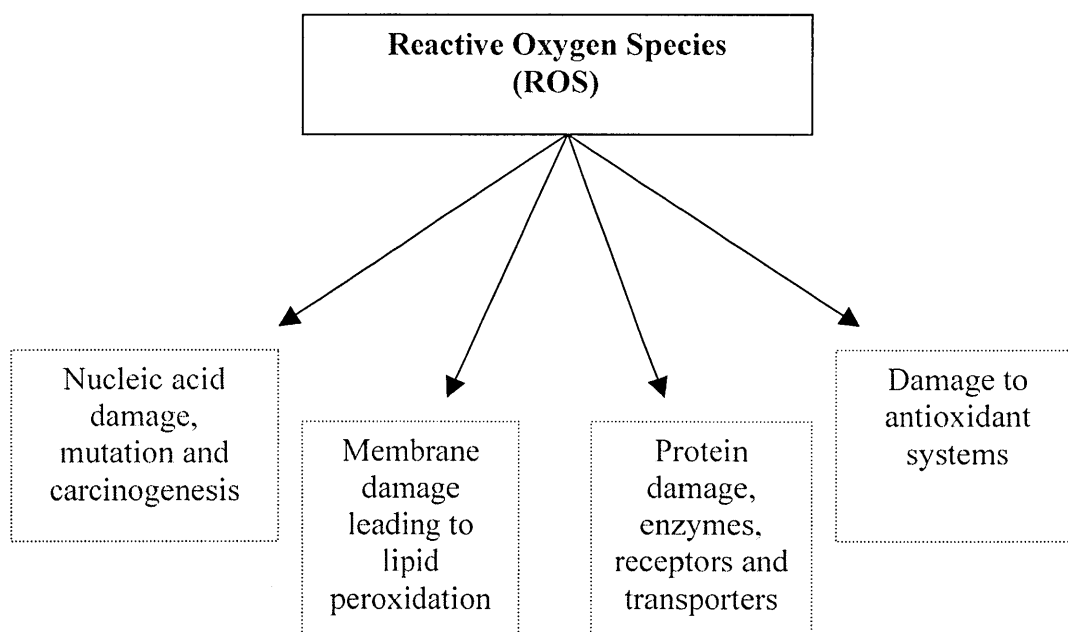 Reactive Oxygen Species
(ROS)
Nucleic acid
damage,
mutation and
carcinogenesis
Membrane
damage
leading to
lipid
peroxidation
Protein
damage,
enzymes,
receptors and
transporters
Damage to
antioxidant
systems